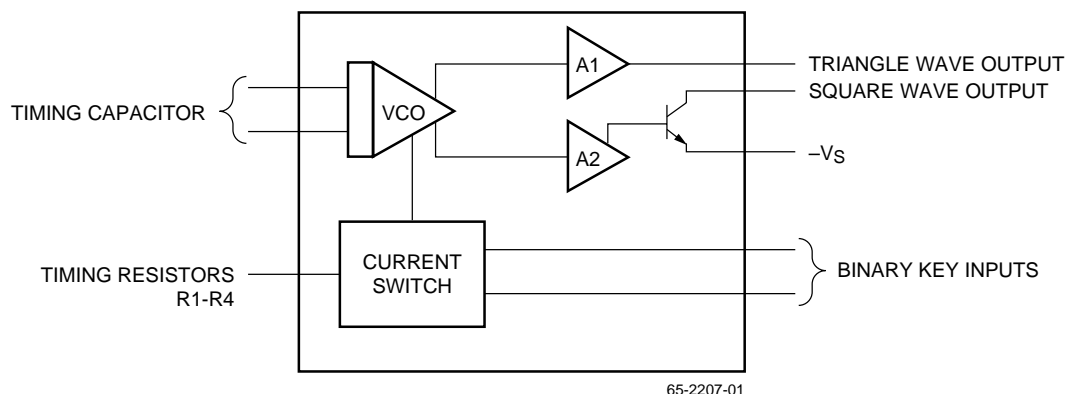 A1
TRIANGLE WAVE OUTPUT
SQUARE WAVE OUTPUT
TIMING CAPACITOR
VCO
A2
–VS
TIMING RESISTORS
R1-R4
CURRENT
SWITCH
BINARY KEY INPUTS
65-2207-01